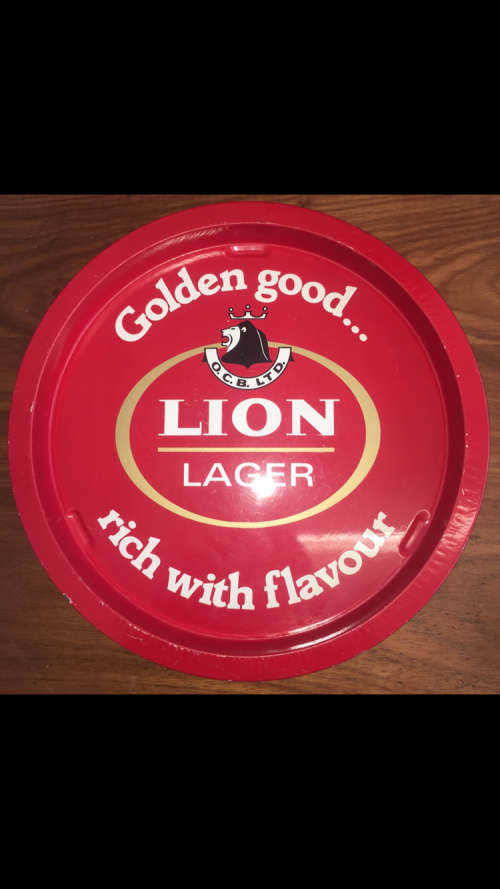 Golden good...
O.C.B. LTD.
LION
LAGER
rich with flavour